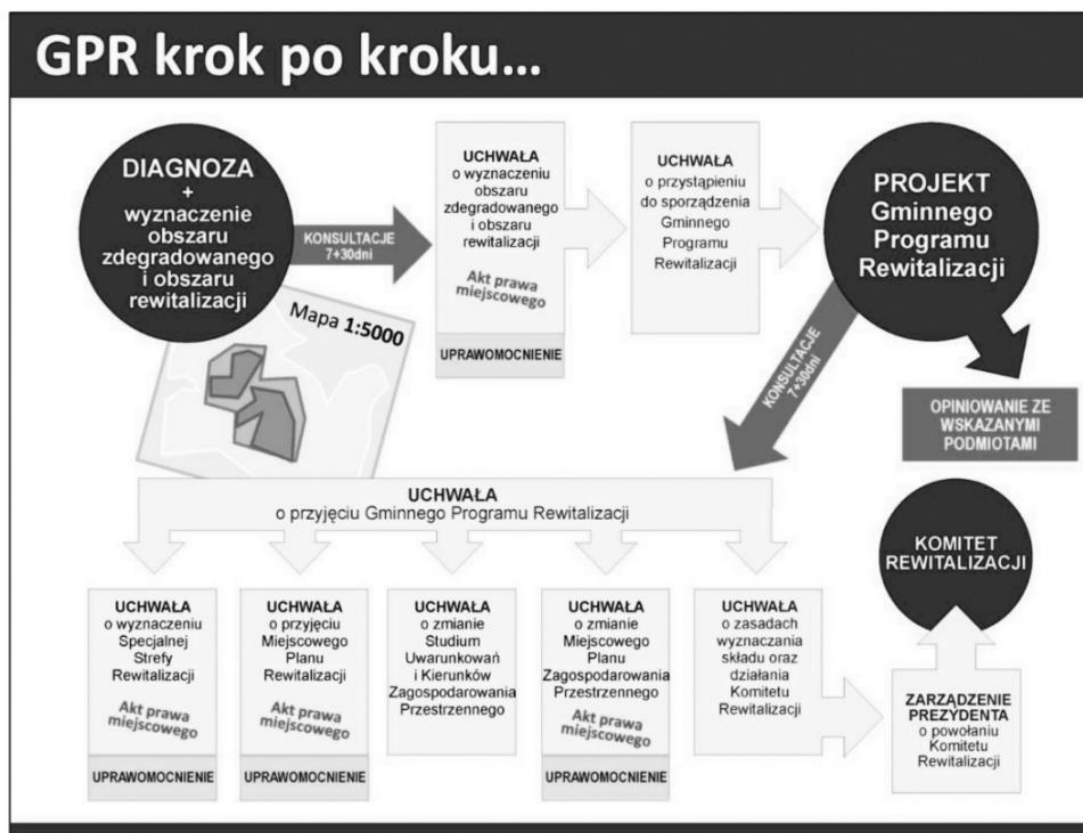 GPR krok po kroku...
DIAGNOZA
+
wyznaczenie
obszaru
zdegradowanego
i obszaru
rewitalizacji
KONSULTACJE
7+30dni
UCHWAŁA
o wyznaczeniu
obszaru
zdegradowanego
i obszaru
rewitalizacji
Akt prawa
miejscowego
UPRAWOMOCNIENIE
UCHWAŁA
o przystąpieniu
do sporządzenia
Gminnego
Programu
Rewitalizacji
PROJEKT
Gminnego
Programu
Rewitalizacji
Mapa 1:5000
KONSULTACJE
7+30dni
OPINIOWANIE ZE
WSKAZANYMI
PODMIOTAMI
UCHWAŁA
o przyjęciu Gminnego Programu Rewitalizacji
KOMITET
REWITALIZACJI
UCHWAŁA
o wyznaczeniu
Specjalnej
Strefy
Rewitalizacji
Akt prawa
miejscowego
UPRAWOMOCNIENIE
UCHWAŁA
o przyjęciu
Miejscowego
Planu
Rewitalizacji
Akt prawa
miejscowego
UPRAWOMOCNIENIE
UCHWAŁA
o zmianie
Studium
Uwarunkowań
i Kierunków
Zagospodarowania
Przestrzennego
UCHWAŁA
o zmianie
Miejscowego
Planu
Zagospodarowania
Przestrzennego
Akt prawa
miejscowego
UPRAWOMOCNIENIE
UCHWAŁA
o zasadach
wyznaczania
składu oraz
działania
Komitetu
Rewitalizacji
ZARZĄDZENIE
PREZYDENTA
o powołaniu
Komitetu
Rewitalizacji